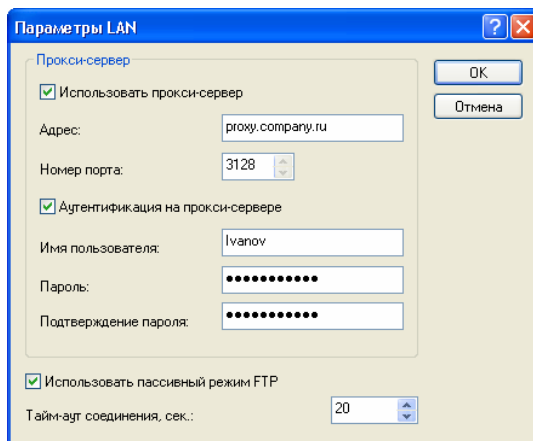 Параметры LAN
Прокси-сервер
OK
Использовать прокси-сервер
Отмена
Адрес: proxy.company.ru
Номер порта: 3128
Аутентификация на прокси-сервере
Имя пользователя: Ivanov
Пароль: •••••••••••
Подтверждение пароля: •••••••••••
Использовать пассивный режим FTP
Тайм-аут соединения, сек.: 20